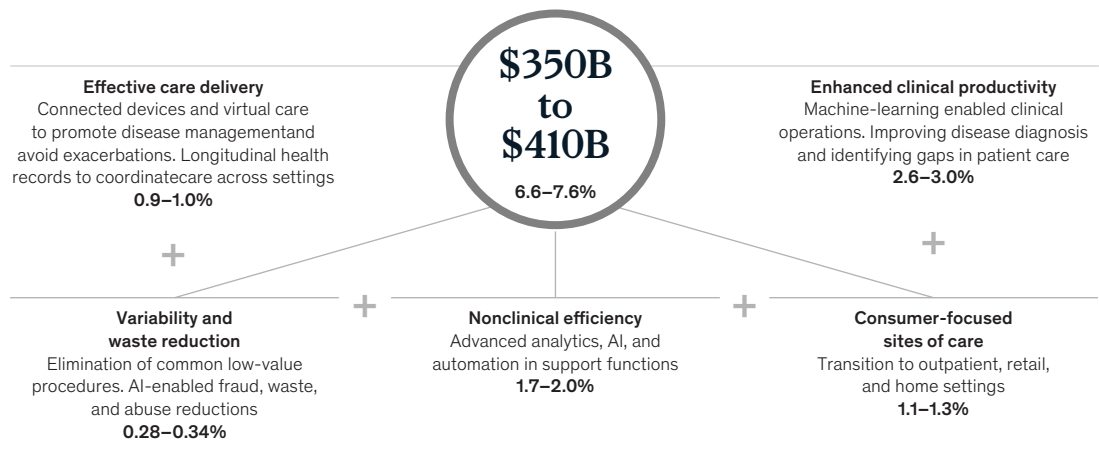 $350B
to
$410B
6.6–7.6%
Effective care delivery
Connected devices and virtual care
to promote disease managementand
avoid exacerbations. Longitudinal health
records to coordinatecare across settings
0.9–1.0%
Enhanced clinical productivity
Machine-learning enabled clinical
operations. Improving disease diagnosis
and identifying gaps in patient care
2.6–3.0%
+
+
Variability and
waste reduction
Elimination of common low-value
procedures. AI-enabled fraud, waste,
and abuse reductions
0.28–0.34%
+
Nonclinical efficiency
Advanced analytics, AI, and
automation in support functions
1.7–2.0%
+
Consumer-focused
sites of care
Transition to outpatient, retail,
and home settings
1.1–1.3%